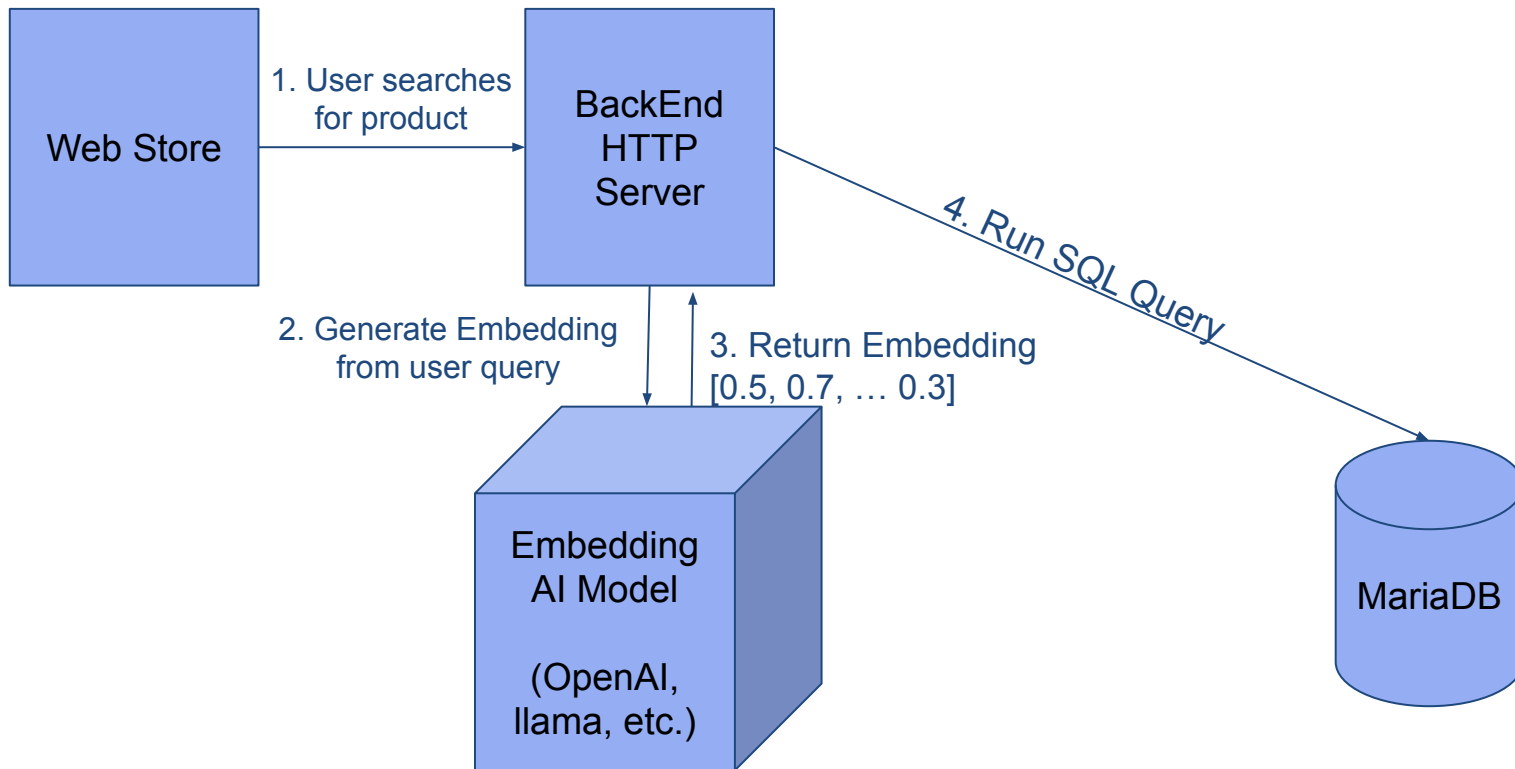 Web Store
1. User searches
for product
BackEnd
HTTP
Server
2. Generate Embedding
from user query
3. Return Embedding
[0.5, 0.7, … 0.3]
4. Run SQL Query
Embedding
AI Model
(OpenAI,
llama, etc.)
MariaDB